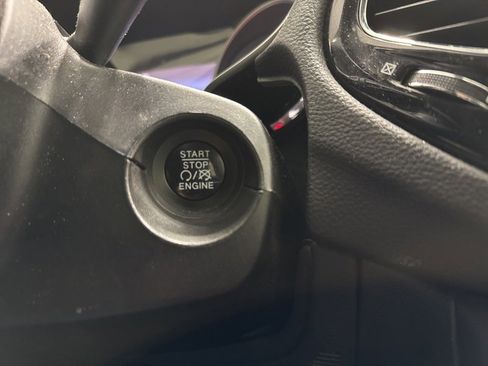 START
STOP
/
ENGINE